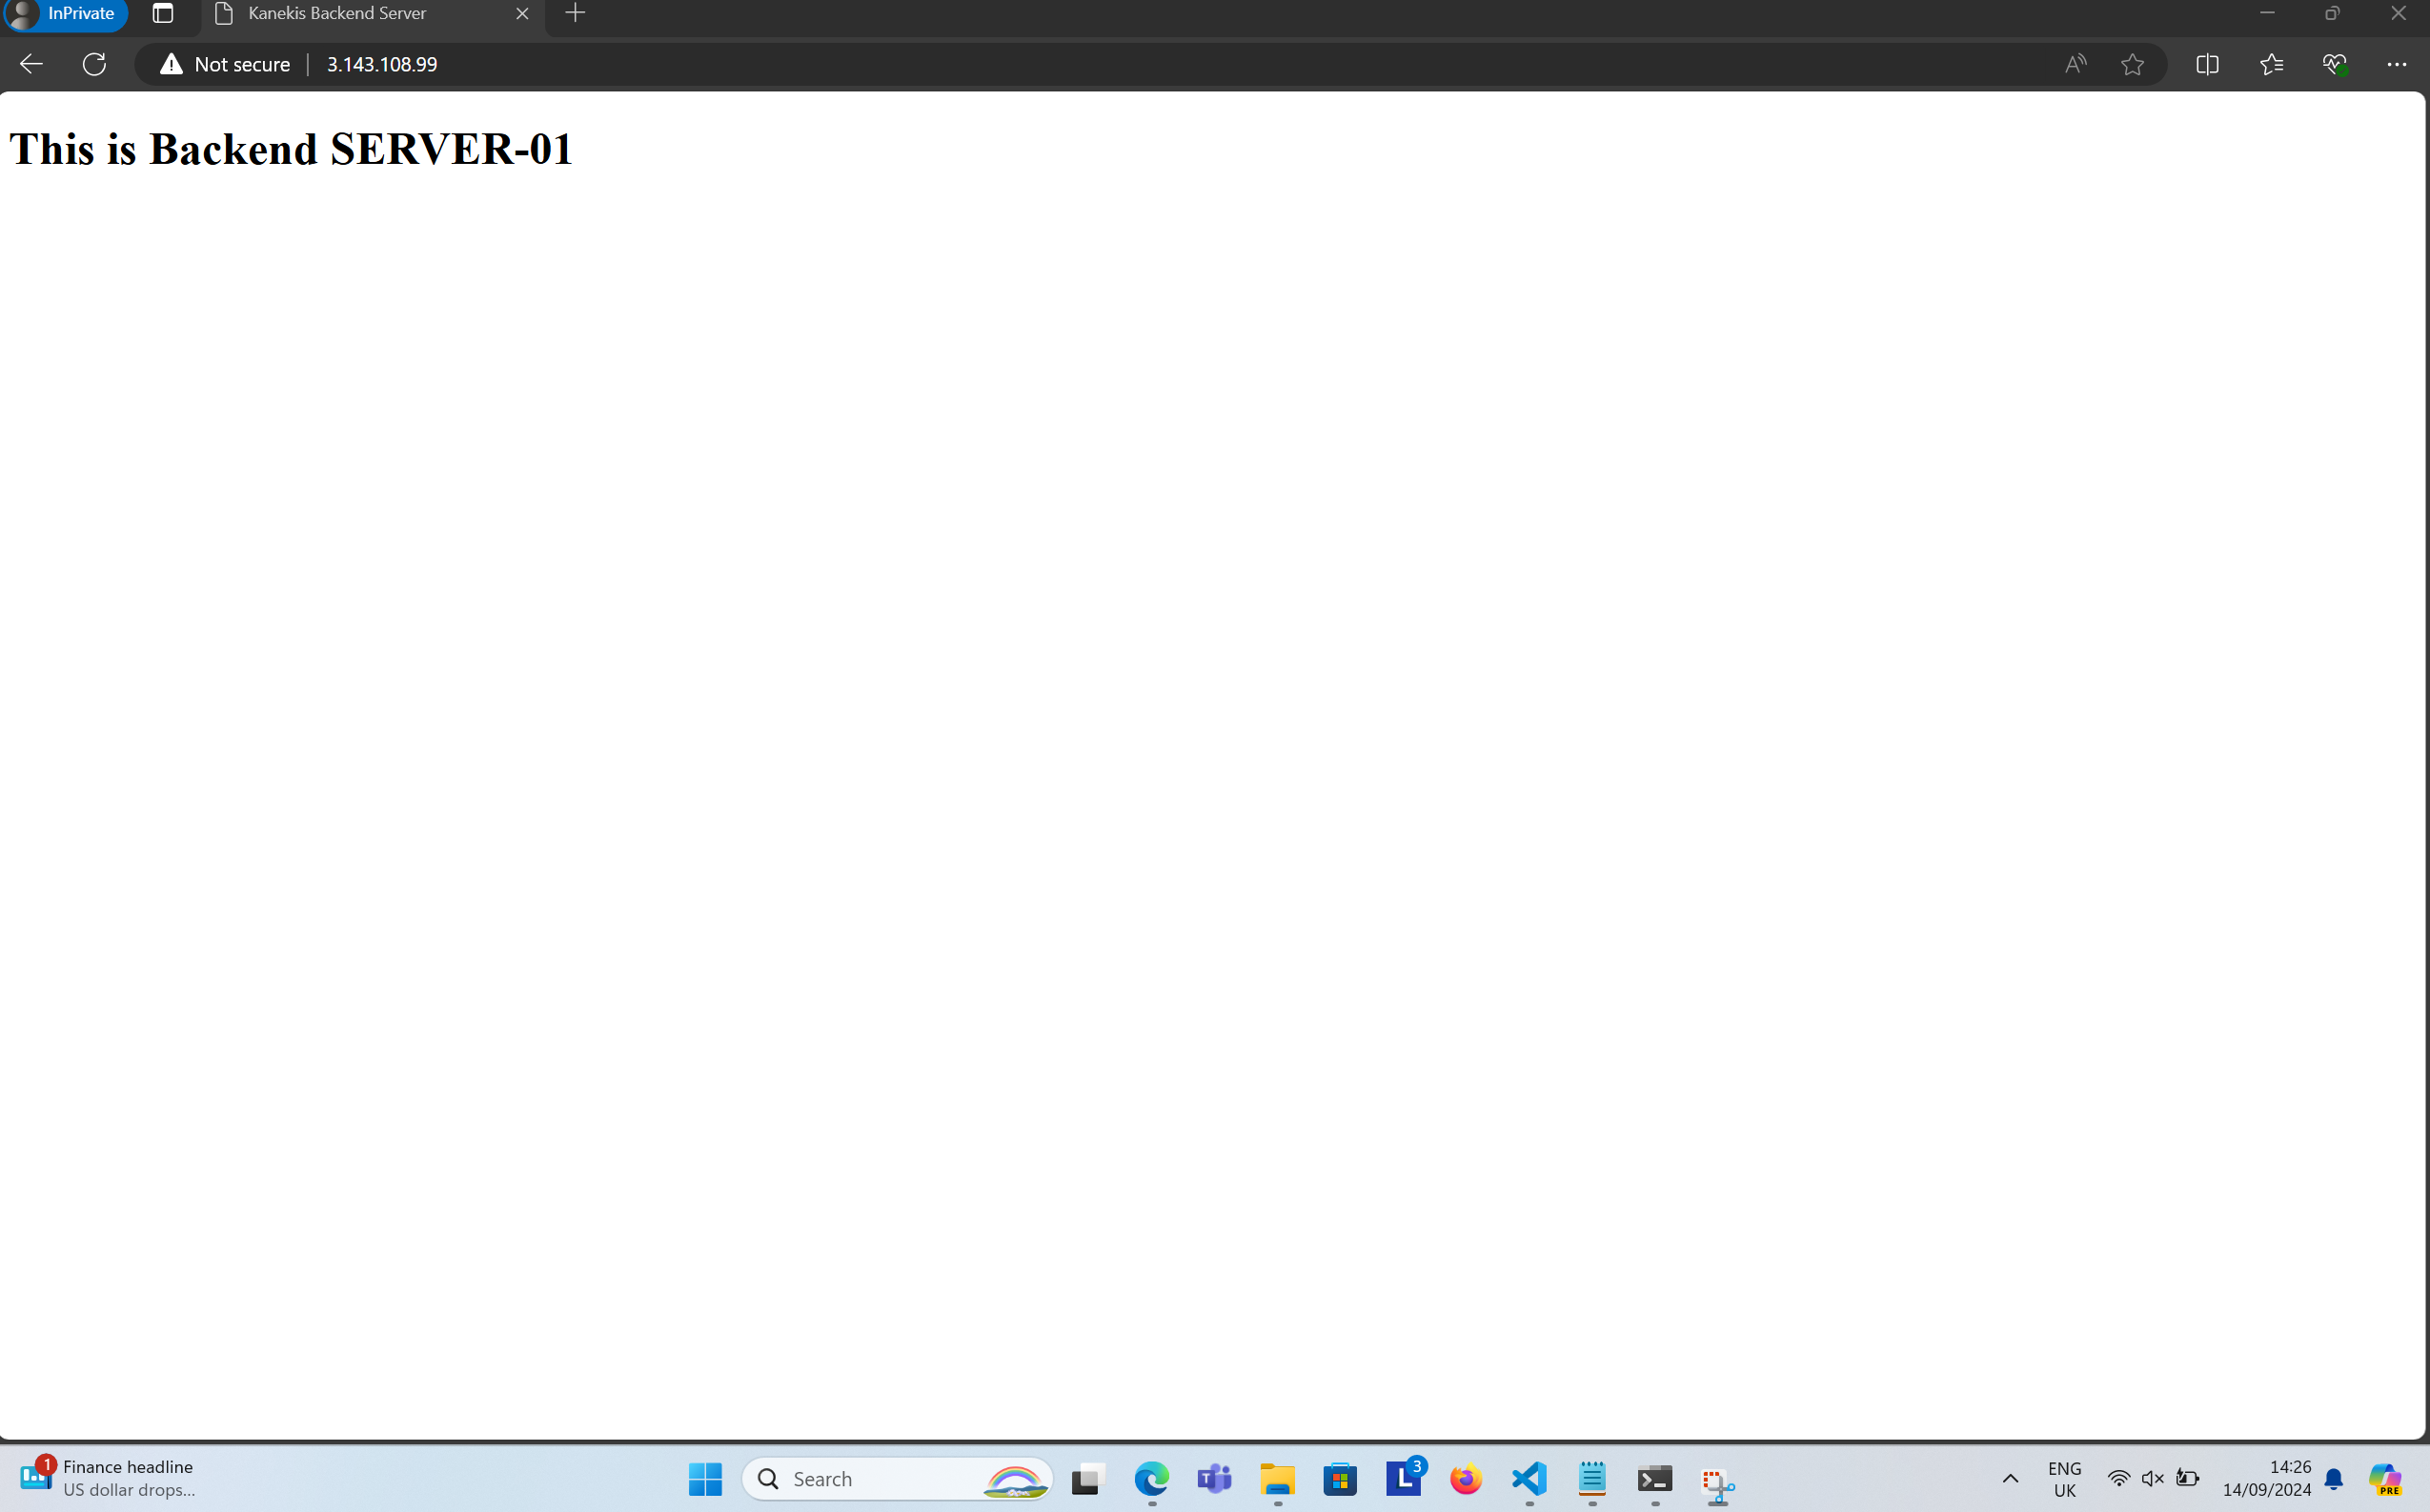 InPrivate
Kanekis Backend Server
Not secure
3.143.108.99
This is Backend SERVER-01
1
Finance headline
US dollar drops...
Search
T
L
3
ENG
UK
14:26
14/09/2024
PRE